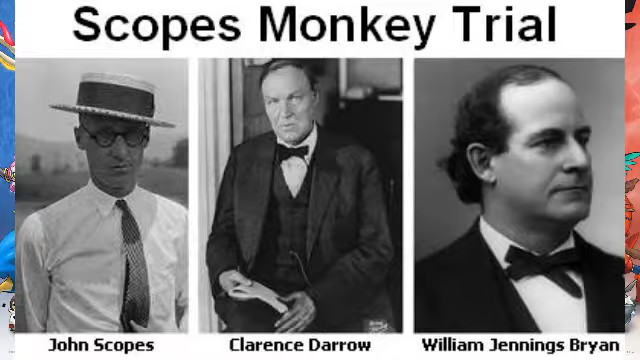 Scopes Monkey Trial
John Scopes
Clarence Darrow
William Jennings Bryan